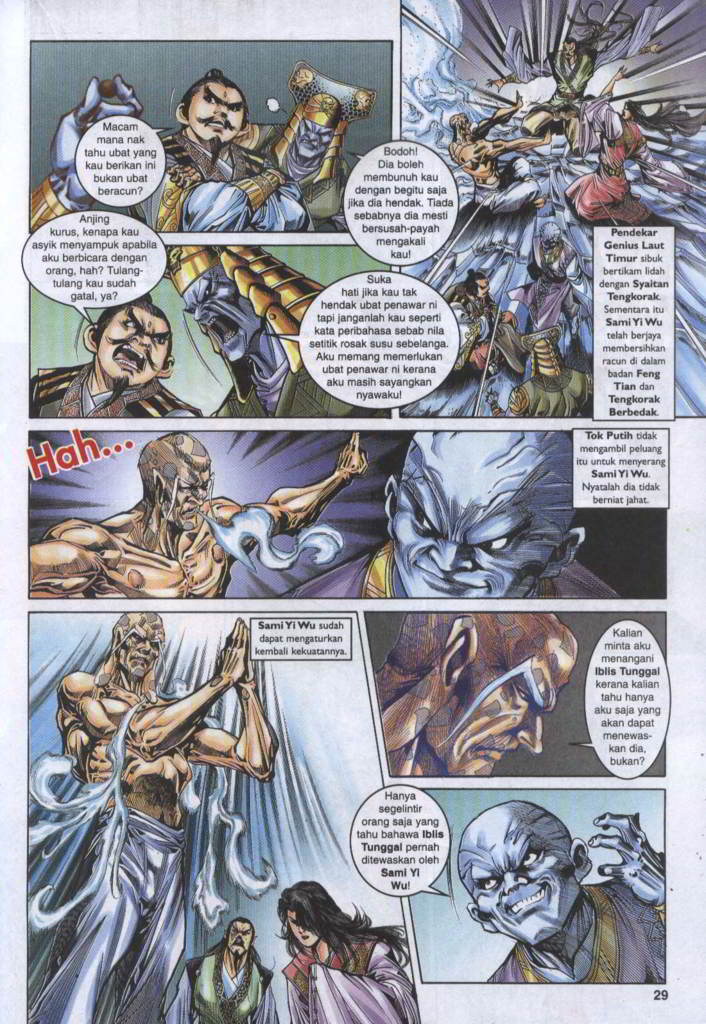 Macam
mana nak
tahu ubat yang
kau berikan ini
bukan ubat
beracun?
Bodoh!
Dia boleh
membunuh kau
dengan begitu saja
jika dia hendak. Tiada
sebabnya dia mesti
bersusah-payah
mengakali
kau!
Anjing
kurus, kenapa kau
asyik menyampuk apabila
aku berbicara dengan
orang, hah? Tulang-
tulang kau sudah
gatal, ya?
Suka
hati jika kau tak
hendak ubat penawar ni
tapi janganlah kau seperti
kata peribahasa sebab nila
setitik rosak susu sebelanga.
Aku memang memerlukan
ubat penawar ni kerana
aku masih sayangkan
nyawaku!
Pendekar
Genius Laut
Timur sibuk
bertikam lidah
dengan Syaitan
Tengkorak.
Sementara itu
Sami Yi Wu
telah berjaya
membersihkan
racun di dalam
badan Feng
Tian dan
Tengkorak
Berbedak.
Hah...
Tok Putih tidak
mengambil peluang
itu untuk menyerang
Sami Yi Wu.
Nyatalah dia tidak
berniat jahat.
Sami Yi Wu sudah
dapat mengaturkan
kembali kekuatannya.
Kalian
minta aku
menangani
Iblis Tunggal
kerana kalian
tahu hanya
aku saja yang
akan dapat
menewas-
kan dia,
bukan?
Hanya
segelintir
orang saja yang
tahu bahawa Iblis
Tunggal pernah
ditewaskan oleh
Sami Yi
Wu!
29